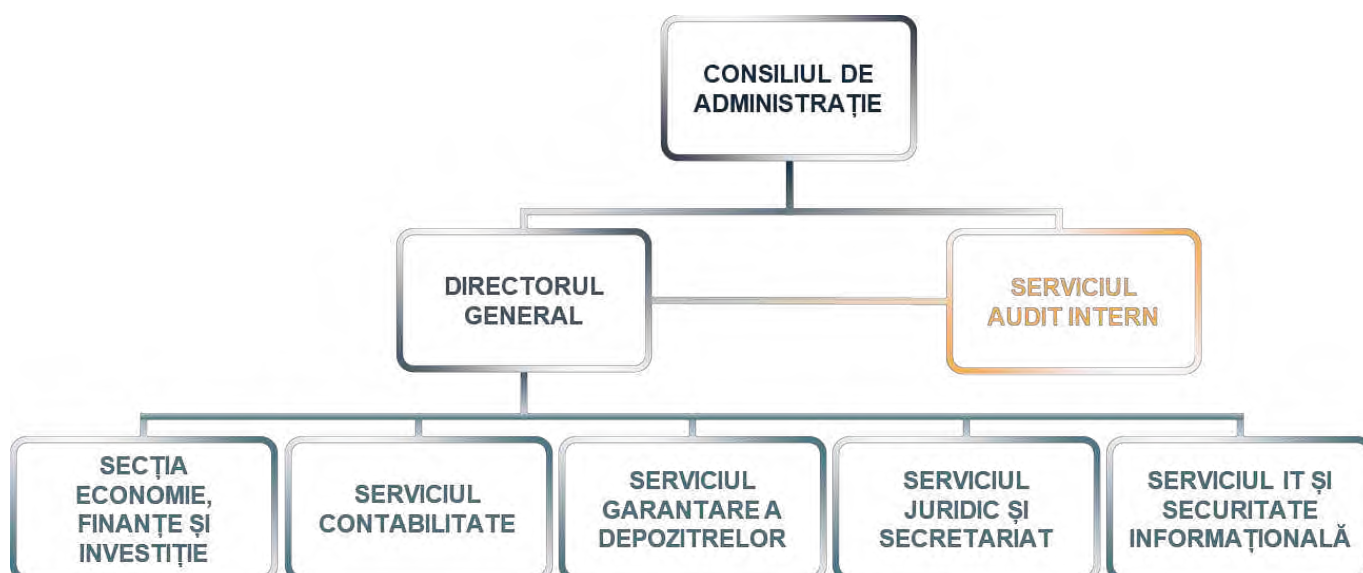 CONSILIUL DE
ADMINISTRAȚIE
DIRECTORUL
GENERAL
SERVICIUL
AUDIT INTERN
SECȚIA
ECONOMIE,
FINANȚE ȘI
INVESTIȚIE
SERVICIUL
CONTABILITATE
SERVICIUL
GARANTARE A
DEPOZITRELOR
SERVICIUL
JURIDIC ȘI
SECRETARIAT
SERVICIUL IT ȘI
SECURITATE
INFORMAȚIONALĂ